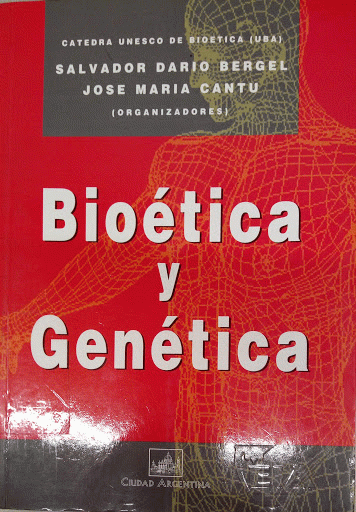 CATEDRA UNESCO DE BIOETICA (UBA)
SALVADOR DARIO BERGEL
JOSE MARIA CANTU
(ORGANIZADORES)
Bioética
y
Genética
CIUDAD ARGENTINA